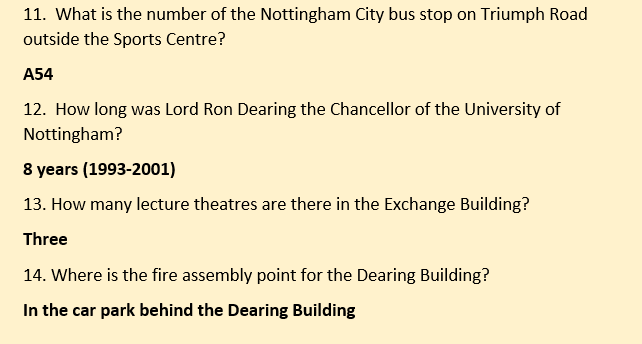 11.  What is the number of the Nottingham City bus stop on Triumph Road
outside the Sports Centre?
A54
12.  How long was Lord Ron Dearing the Chancellor of the University of
Nottingham?
8 years (1993-2001)
13. How many lecture theatres are there in the Exchange Building?
Three
14. Where is the fire assembly point for the Dearing Building?
In the car park behind the Dearing Building